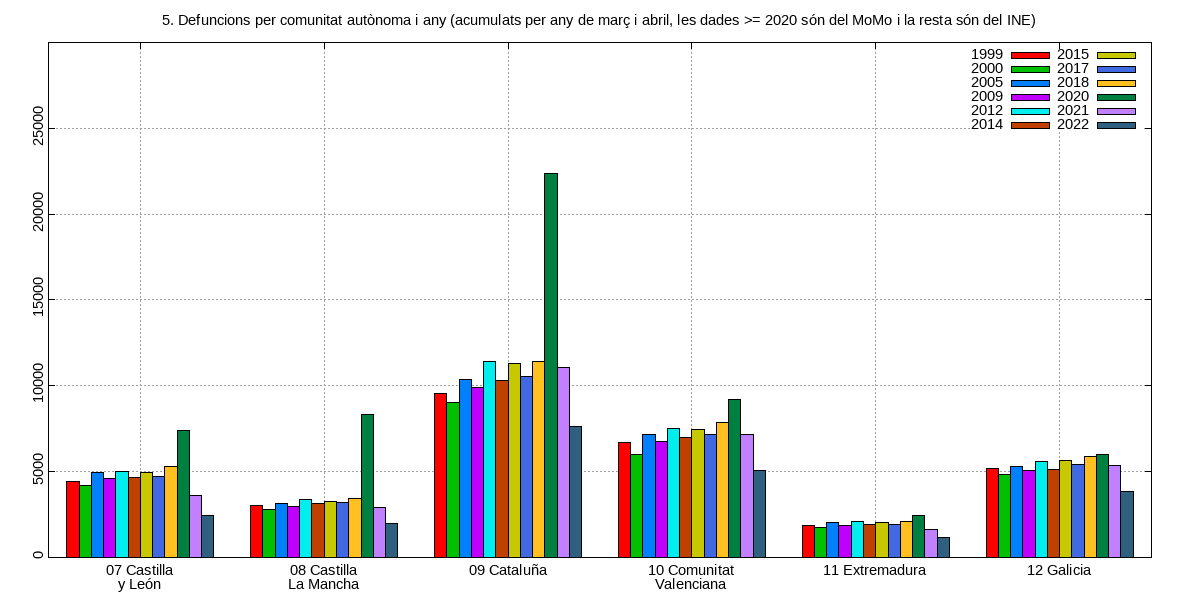 5. Defuncions per comunitat autònoma i any (acumulats per any de març i abril, les dades >= 2020 són del MoMo i la resta són del INE)
1999 2015
2000 2017
2005 2018
2009 2020
2012 2021
2014 2022
25000
20000
15000
10000
5000
0
07 Castilla
y León
08 Castilla
La Mancha
09 Cataluña
10 Comunitat
Valenciana
11 Extremadura
12 Galicia